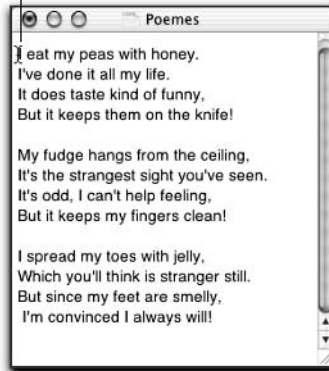 Poemes
I eat my peas with honey.
I've done it all my life.
It does taste kind of funny,
But it keeps them on the knife!
My fudge hangs from the ceiling,
It's the strangest sight you've seen.
It's odd, I can't help feeling,
But it keeps my fingers clean!
I spread my toes with jelly,
Which you'll think is stranger still.
But since my feet are smelly,
I'm convinced I always will!